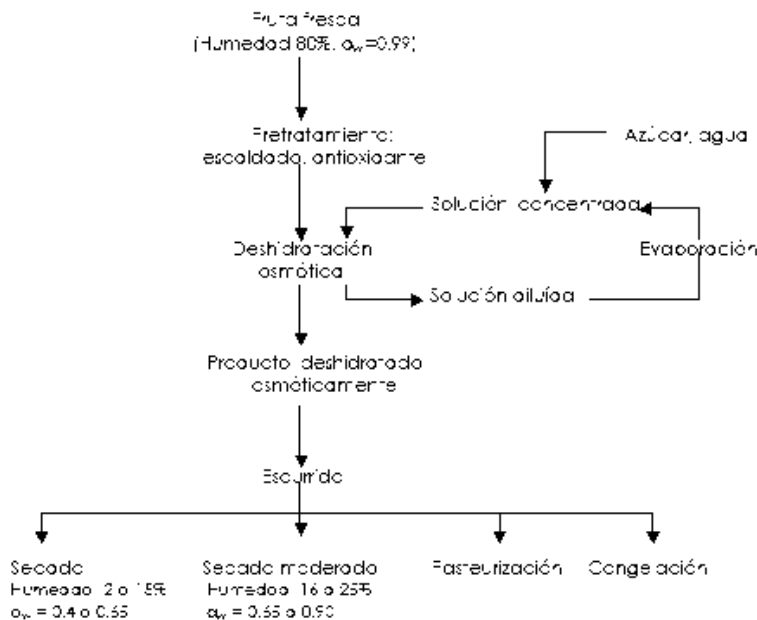 Fruta fresca
(Humedad 80%, aw=0.99)
Pretratamiento:
escaldado, antioxidante
Azúcar, agua
Solución concentrada
Deshidratación
osmótica
Evaporación
Solución diluída
Producto deshidratado
osmóticamente
Escurrido
Secado
Humedad 2 a 15%
aw = 0.4 a 0.65
Secado moderado
Humedad 16 a 25%
aw = 0.65 a 0.90
Pasteurización
Congelación